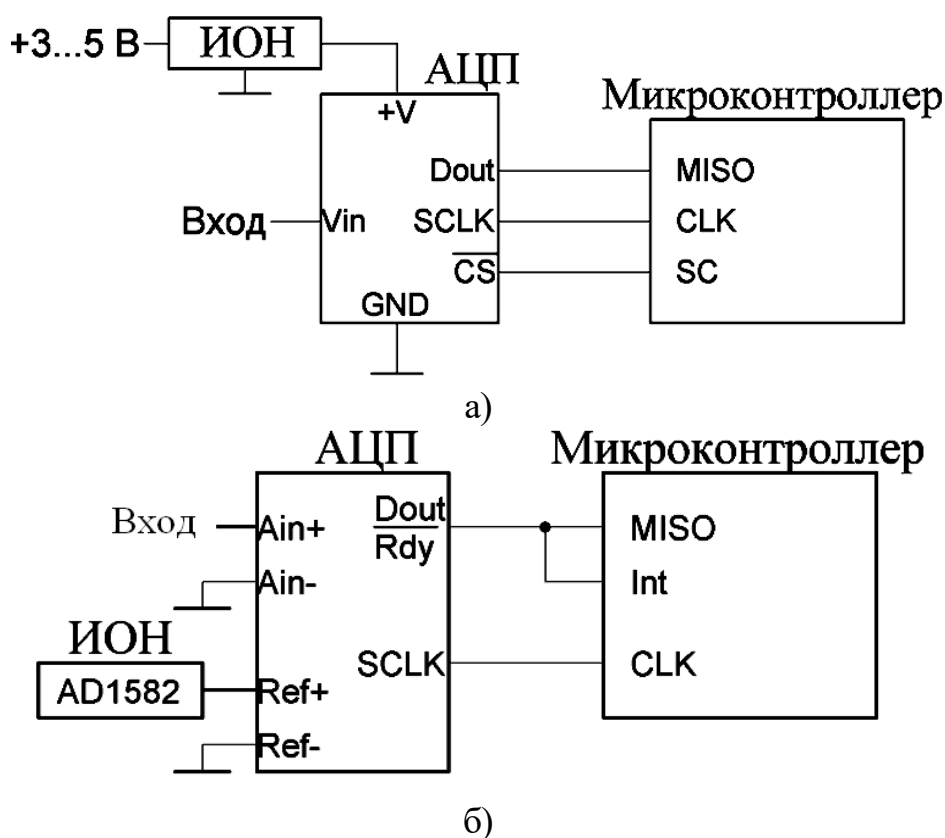 +3...5 В
ИОН
АЦП
Микроконтроллер
+V
Dout
MISO
Вход
Vin
SCLK
CLK
CS
SC
GND
а)
АЦП
Микроконтроллер
Вход
Ain+
Dout
Rdy
MISO
Ain-
Int
ИОН
AD1582
Ref+
SCLK
CLK
Ref-
б)